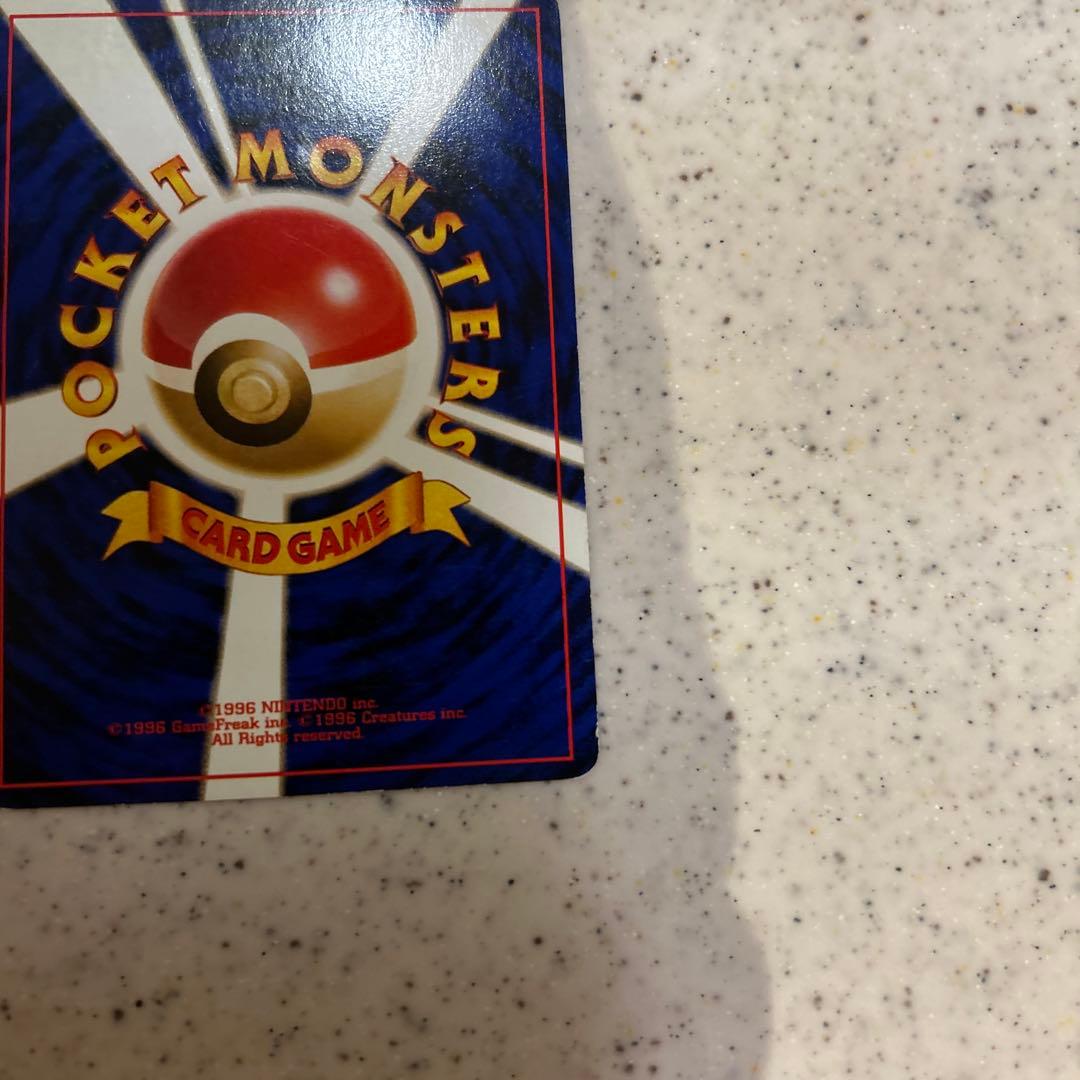 POCKET MONSTERS
CARD GAME
©1996 NINTENDO inc.
©1996 GameFreak inc. ©1996 Creatures inc.
All Rights reserved.